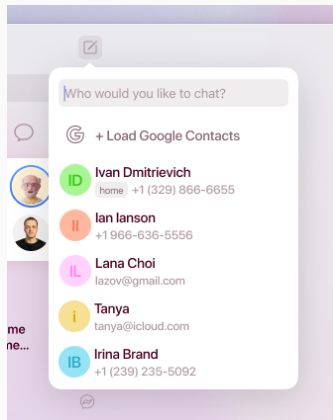 Who would you like to chat?
+ Load Google Contacts
ID
Ivan Dmitrievich
home +1 (329) 866-6655
II
Ian Ianson
+1 966-636-5556
IL
Lana Choi
lazov@gmail.com
i
Tanya
tanya@icloud.com
me
me...
IB
Irina Brand
+1 (239) 235-5092